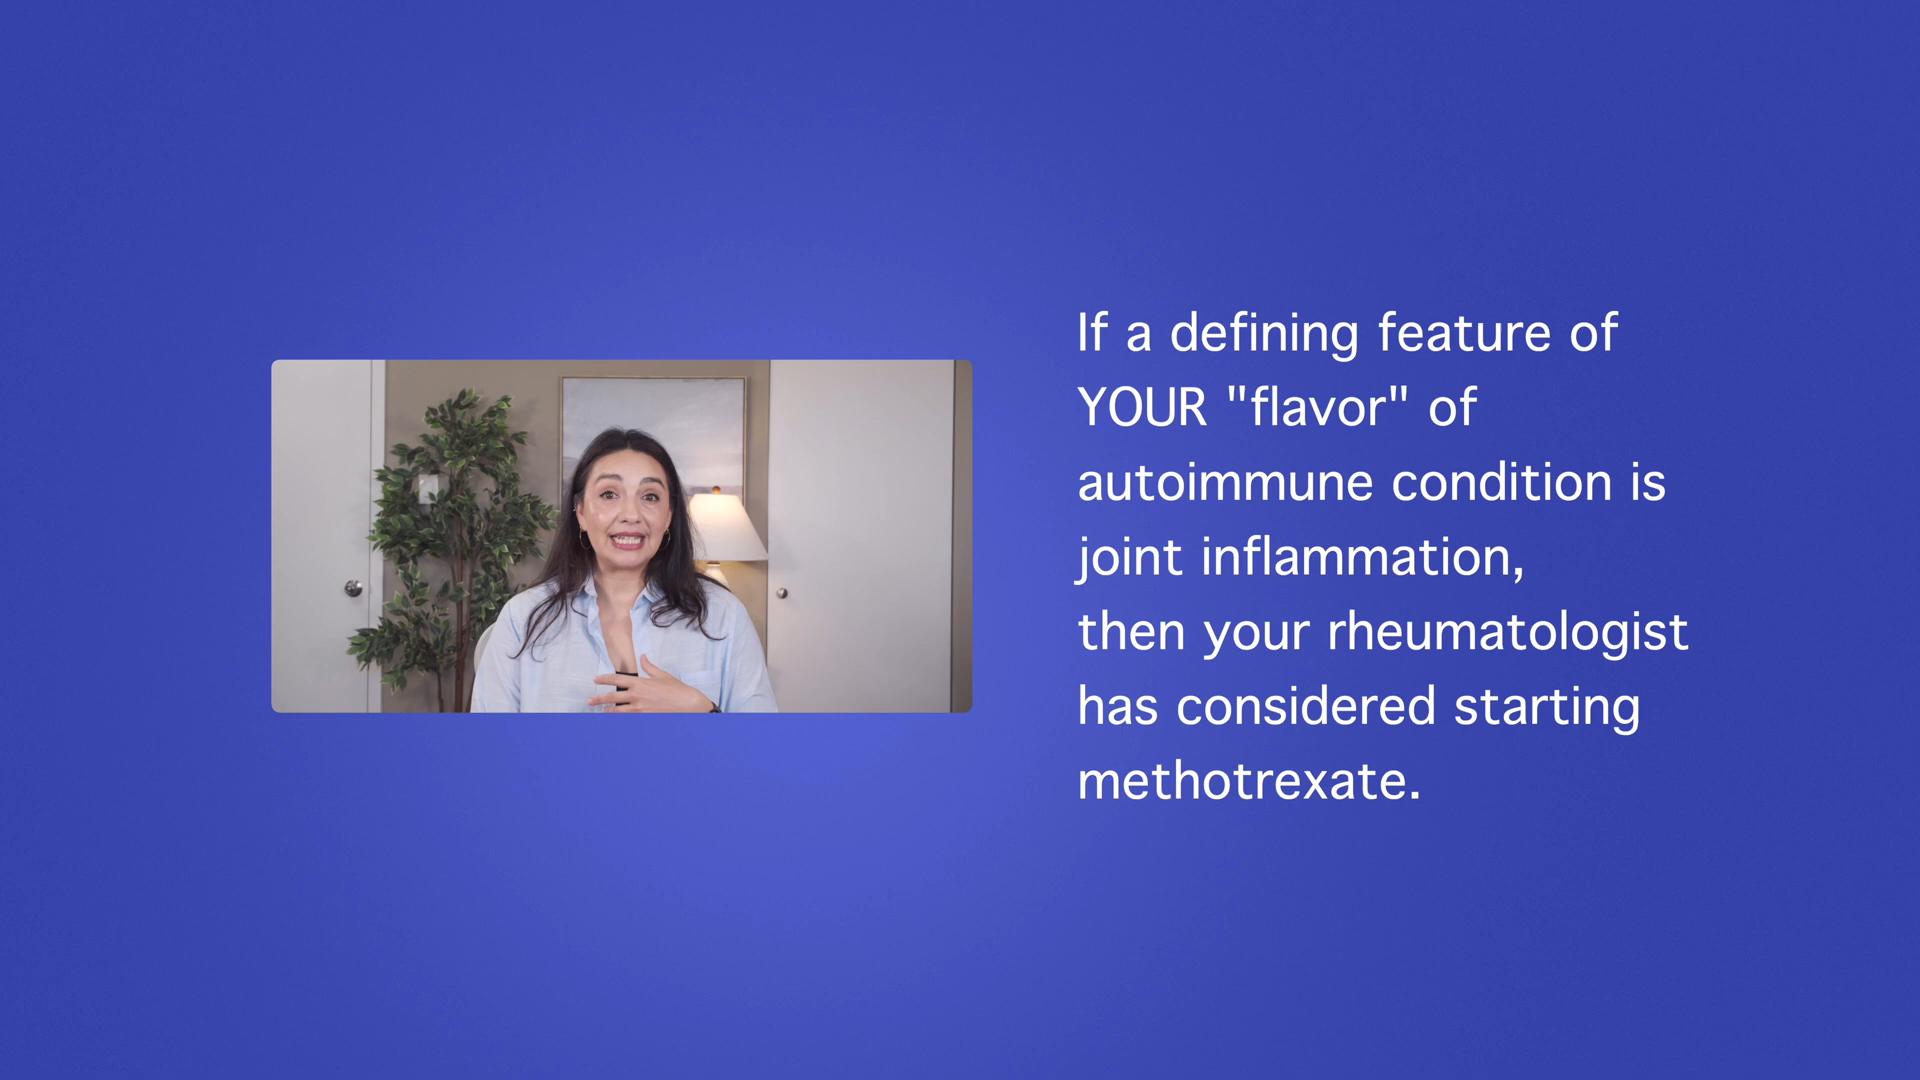 If a defining feature of
YOUR "flavor" of
autoimmune condition is
joint inflammation,
then your rheumatologist
has considered starting
methotrexate.